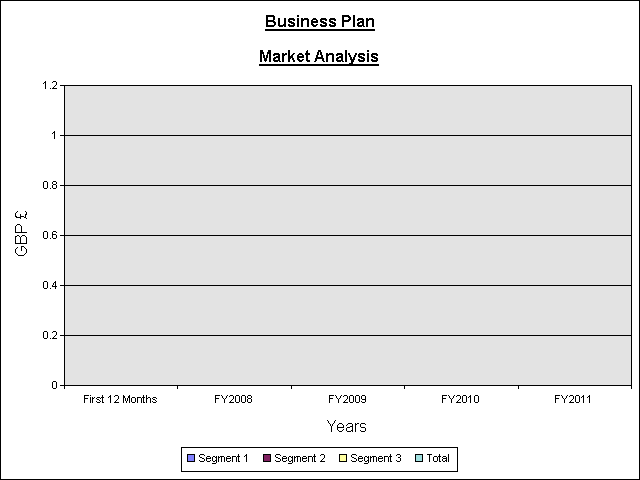 Business Plan
Market Analysis
1.2
1
0.8
0.6
0.4
0.2
0
GBP £
First 12 Months FY2008 FY2009 FY2010 FY2011
Years
Segment 1 Segment 2 Segment 3 Total